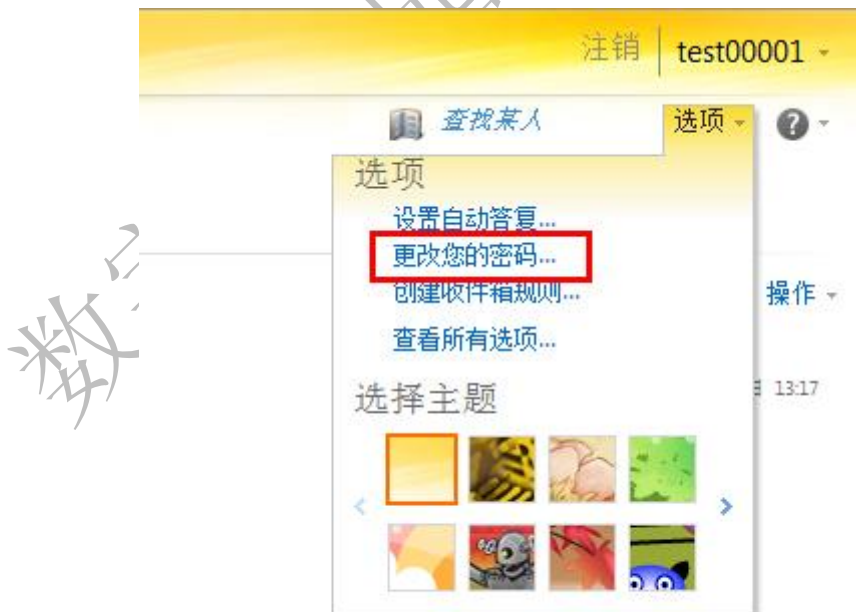 注销 test00001
查找某人 选项
选项
设置自动答复...
更改您的密码...
创建收件箱规则...
查看所有选项...
操作
选择主题
13:17
数字